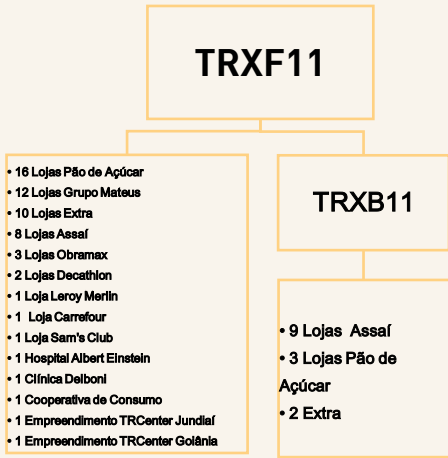 TRXF11
• 16 Lojas Pão de Açúcar
• 12 Lojas Grupo Mateus
• 10 Lojas Extra
• 8 Lojas Assaí
• 3 Lojas Obramax
• 2 Lojas Decathlon
• 1 Loja Leroy Merlin
• 1 Loja Carrefour
• 1 Loja Sam's Club
• 1 Hospital Albert Einstein
• 1 Clínica Delboni
• 1 Cooperativa de Consumo
• 1 Empreendimento TRCenter Jundiaí
• 1 Empreendimento TRCenter Goiânia
TRXB11
• 9 Lojas Assaí
• 3 Lojas Pão de
Açúcar
• 2 Extra